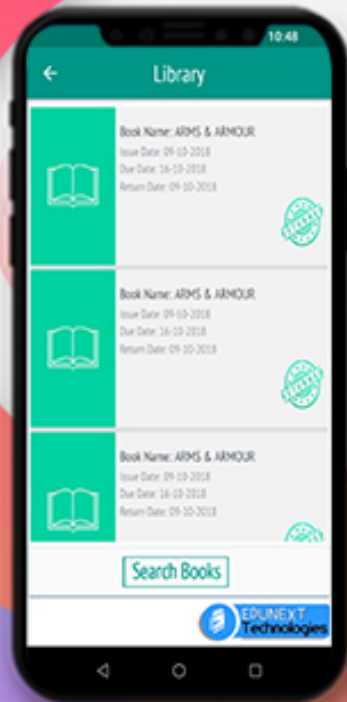 10:48
Library
Book Name: ARMS & ARMOUR
Issue Date: 09-10-2018
Due Date: 16-10-2018
Return Date: 09-10-2018
Book Name: ARMS & ARMOUR
Issue Date: 09-10-2018
Due Date: 16-10-2018
Return Date: 09-10-2018
Book Name: ARMS & ARMOUR
Issue Date: 09-10-2018
Due Date: 16-10-2018
Return Date: 09-10-2018
Search Books
EDUNEXT
Technologies